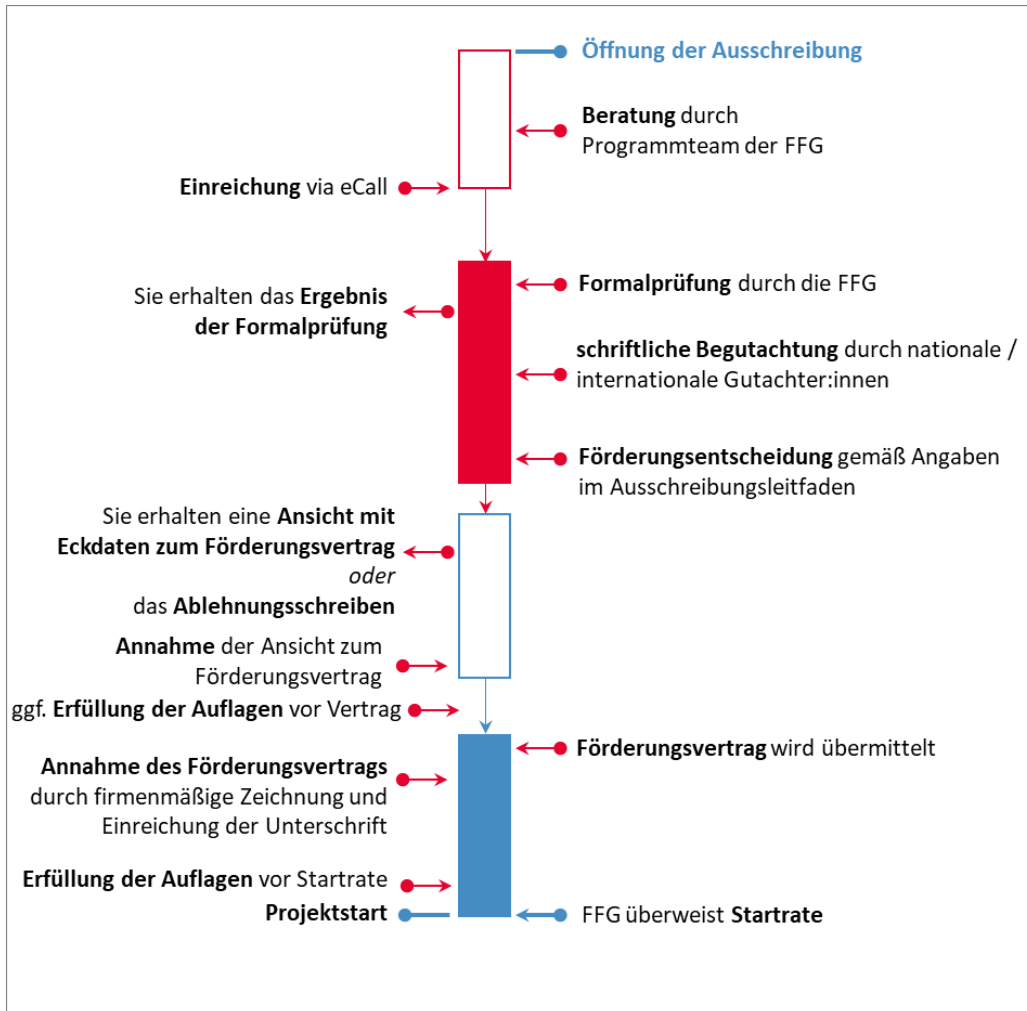 Öffnung der Ausschreibung
Beratung durch
Programmteam der FFG
Einreichung via eCall
Formalprüfung durch die FFG
Sie erhalten das Ergebnis
der Formalprüfung
schriftliche Begutachtung durch nationale /
internationale Gutachter:innen
Förderungsentscheidung gemäß Angaben
im Ausschreibungsleitfaden
Sie erhalten eine Ansicht mit
Eckdaten zum Förderungsvertrag
oder
das Ablehnungsschreiben
Annahme der Ansicht zum
Förderungsvertrag
ggf. Erfüllung der Auflagen vor Vertrag
Förderungsvertrag wird übermittelt
Annahme des Förderungsvertrags
durch firmenmäßige Zeichnung und
Einreichung der Unterschrift
Erfüllung der Auflagen vor Startrate
Projektstart
FFG überweist Startrate